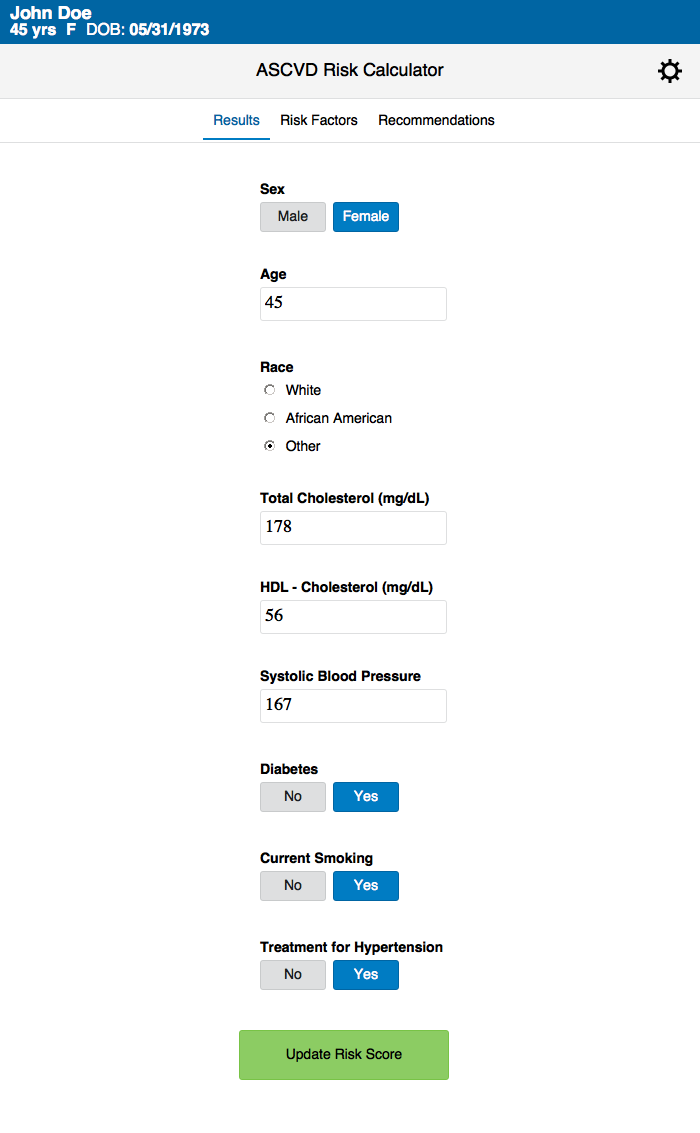 John Doe
45 yrs F DOB: 05/31/1973
ASCVD Risk Calculator
Results Risk Factors Recommendations
Sex
Male Female
Age
45
Race
White
African American
Other
Total Cholesterol (mg/dL)
178
HDL - Cholesterol (mg/dL)
56
Systolic Blood Pressure
167
Diabetes
No Yes
Current Smoking
No Yes
Treatment for Hypertension
No Yes
Update Risk Score